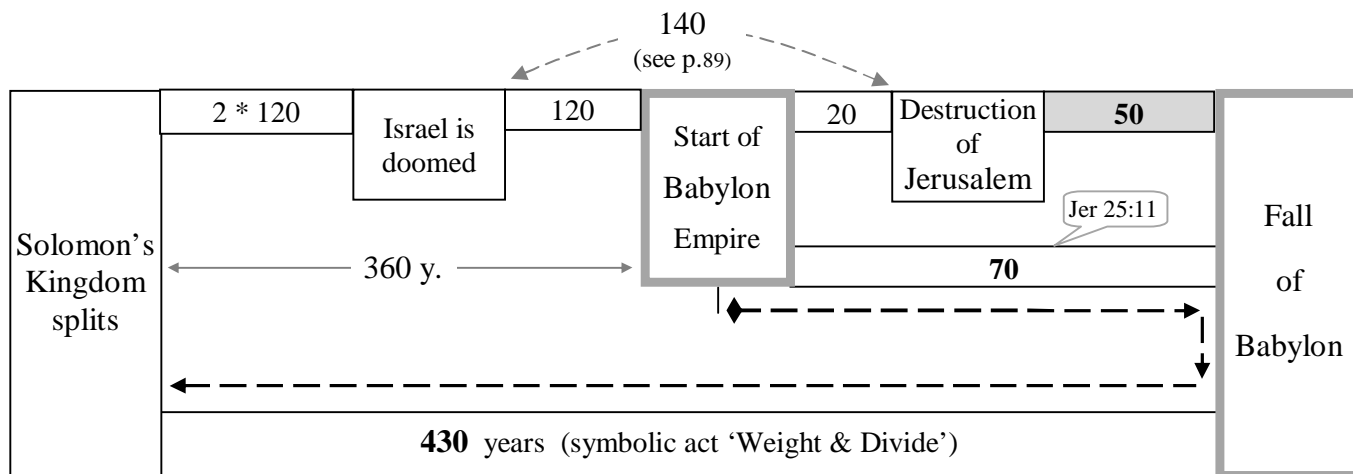 140
(see p.89)
2 * 120
Israel is
doomed
120
Start of
Babylon
Empire
20
Destruction
of
Jerusalem
50
Jer 25:11
Solomon's
Kingdom
splits
360 y.
70
Fall
of
Babylon
430 years (symbolic act ‘Weight & Divide’)